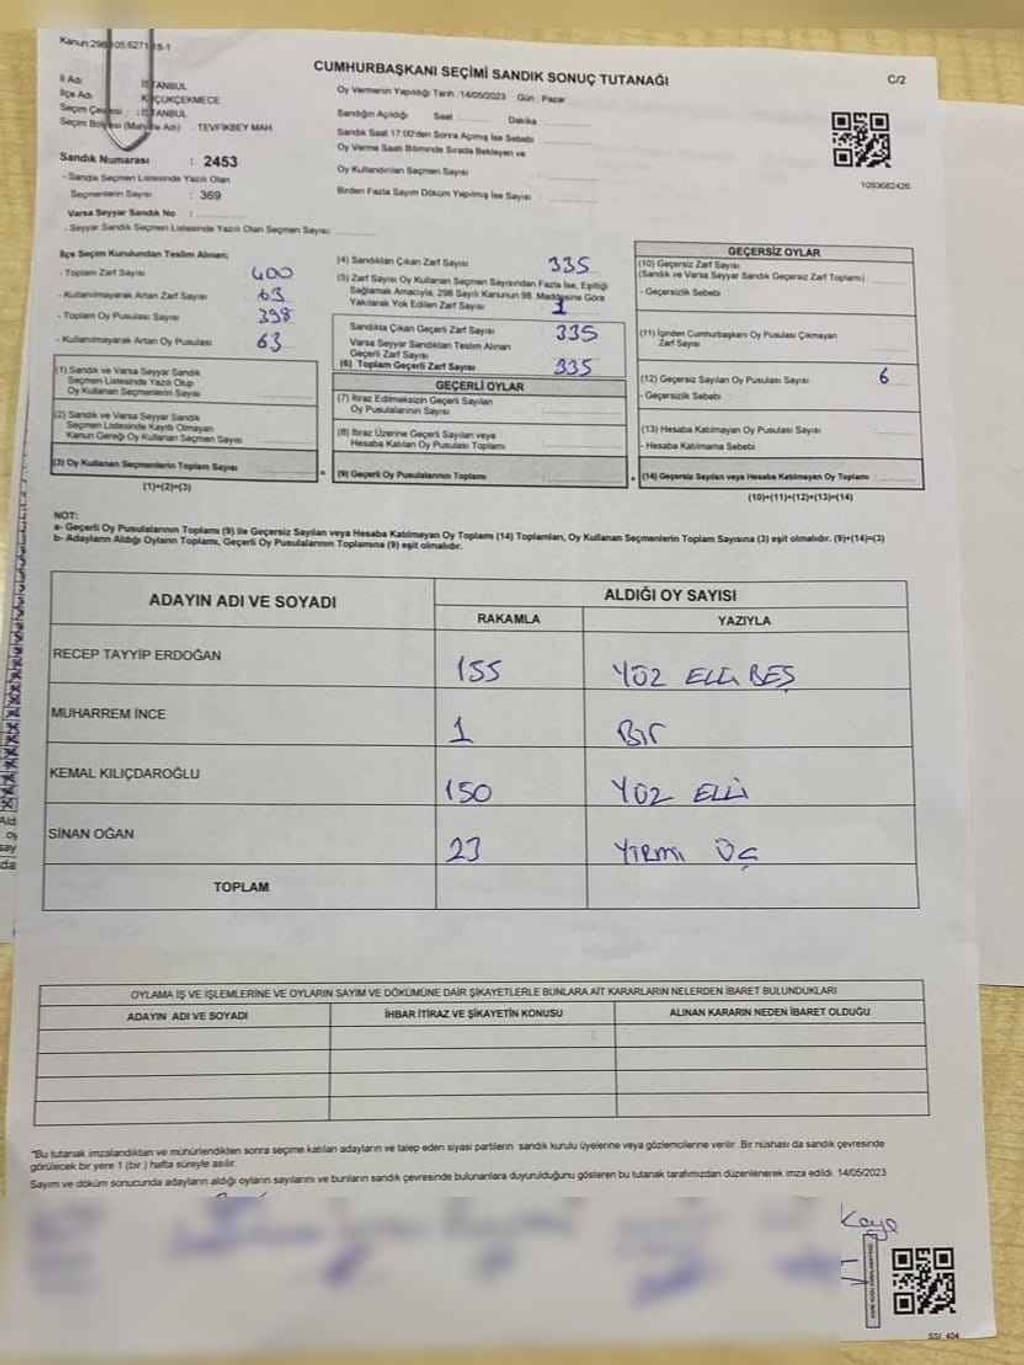 CUMHURBAŞKANI SEÇİMİ SANDIK SONUÇ TUTANAĞI
C/2
Oy Vermenin Yapıldığı Tarih :14/05/2023 Gün : Pazar
İl Adı İSTANBUL
İlçe Adı KÜÇÜKÇEKMECE
Seçim Çevresi : İSTANBUL
Seçim Bölgesi (Mahalle Adı) : TEVFİKBEY MAH.
Sandık Numarası : 2453
- Sandık Seçmen Listesinde Yazılı Olan
Seçmenlerin Sayısı : 369
Varsa Seyyar Sandık No :
- Seyyar Sandık Seçmen Listesinde Yazılı Olan Seçmen Sayısı:
Sandığın Açıldığı Saat Dakika
Sandık Saat 17:00'den Sonra Açılmış İse Sebebi
Oy Verme Saati Bitiminde Sırada Bekleyen ve
Oy Kullandırılan Seçmen Sayısı
Birden Fazla Sayım Döküm Yapılmış İse Sayısı
1093682426
İlçe Seçim Kurulundan Teslim Alınan;
- Toplam Zarf Sayısı 400
- Kullanılmayarak Artan Zarf Sayısı 63
- Toplam Oy Pusulası Sayısı 398
- Kullanılmayarak Artan Oy Pusulası 63
(1) Sandık ve Varsa Seyyar Sandık
Seçmen Listesinde Yazılı Olup
Oy Kullanan Seçmenlerin Sayısı
(2) Sandık ve Varsa Seyyar Sandık
Seçmen Listesinde Kayıtlı Olmayan
Kanun Gereği Oy Kullanan Seçmen Sayısı
(3) Oy Kullanan Seçmenlerin Toplam Sayısı
(1)+(2)=(3)
(4) Sandıktan Çıkan Zarf Sayısı 335
(5) Zarf Sayısı Oy Kullanan Seçmen Sayısından Fazla İse, Eşitliği
Sağlamak Amacıyla, 298 Sayılı Kanunun 98. Maddesine Göre
Yakılarak Yok Edilen Zarf Sayısı 1
Sandıkta Çıkan Geçerli Zarf Sayısı 335
Varsa Seyyar Sandıktan Teslim Alınan
Geçerli Zarf Sayısı
(6) Toplam Geçerli Zarf Sayısı 335
GEÇERLİ OYLAR
(7) İtiraz Edilmeksizin Geçerli Sayılan
Oy Pusulalarının Sayısı
(8) İtiraz Üzerine Geçerli Sayılan veya
Hesaba Katılan Oy Pusulası Toplamı
(9) Geçerli Oy Pusulalarının Toplamı
GEÇERSİZ OYLAR
(10) Geçersiz Zarf Sayısı
(Sandık ve Varsa Seyyar Sandık Geçersiz Zarf Toplamı)
- Geçersizlik Sebebi
(11) İçinden Cumhurbaşkanı Oy Pusulası Çıkmayan
Zarf Sayısı
(12) Geçersiz Sayılan Oy Pusulası Sayısı 6
- Geçersizlik Sebebi
(13) Hesaba Katılmayan Oy Pusulası Sayısı
- Hesaba Katılmama Sebebi
(14) Geçersiz Sayılan veya Hesaba Katılmayan Oy Toplamı
(10)+(11)+(12)+(13)=(14)
NOT:
a- Geçerli Oy Pusulalarının Toplamı (9) ile Geçersiz Sayılan veya Hesaba Katılmayan Oy Toplamı (14) Toplamları, Oy Kullanan Seçmenlerin Toplam Sayısına (3) eşit olmalıdır. (9)+(14)=(3)
b- Adayların Aldığı Oyların Toplamı, Geçerli Oy Pusulalarının Toplamına (9) eşit olmalıdır.
ADAYIN ADI VE SOYADI
ALDIĞI OY SAYISI
RAKAMLA YAZIYLA
RECEP TAYYİP ERDOĞAN 155 YÜZ ELLİ BEŞ
MUHARREM İNCE 1 Bir
KEMAL KILIÇDAROĞLU 150 YÜZ ELLİ
SİNAN OĞAN 23 YİRMİ ÜÇ
TOPLAM
OYLAMA İŞ VE İŞLEMLERİNE VE OYLARIN SAYIM VE DÖKÜMÜNE DAİR ŞİKAYETLERLE BUNLARA AİT KARARLARIN NELERDEN İBARET BULUNDUKLARI
ADAYIN ADI VE SOYADI İHBAR İTİRAZ VE ŞİKAYETİN KONUSU ALINAN KARARIN NEDEN İBARET OLDUĞU
"Bu tutanak imzalandıktan ve mühürlendikten sonra seçime katılan adayların ve talep eden siyasi partilerin sandık kurulu üyelerine veya gözlemcilerine verilir. Bir nüshası da sandık çevresinde
görülecek bir yere 1 (bir) hafta süreyle asılır.
Sayım ve döküm sonucunda adayların aldığı oyların sayılarını ve bunların sandık çevresinde bulunanlara duyurulduğunu gösteren bu tutanak tarafımızdan düzenlenerek imza edildi. 14/05/2023